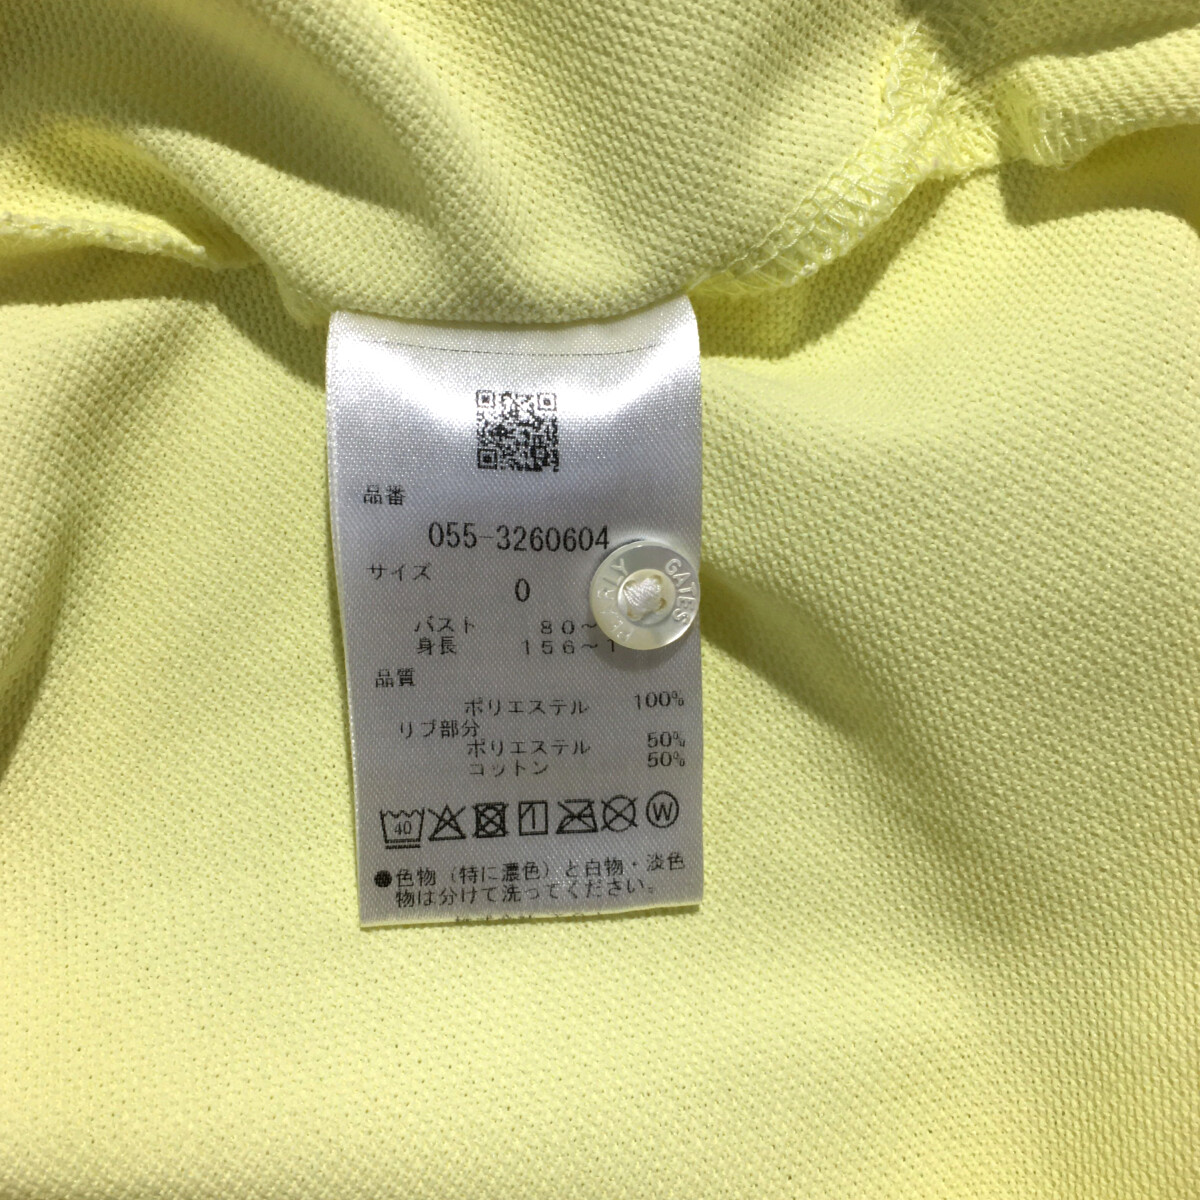 品番
055-3260604
サイズ
0
バスト 80~
身長 156~1
品質
ポリエステル 100%
リブ部分
ポリエステル 50%
コットン 50%
40
W
●色物(特に濃色)と白物・淡色
物は分けて洗ってください。
GATES